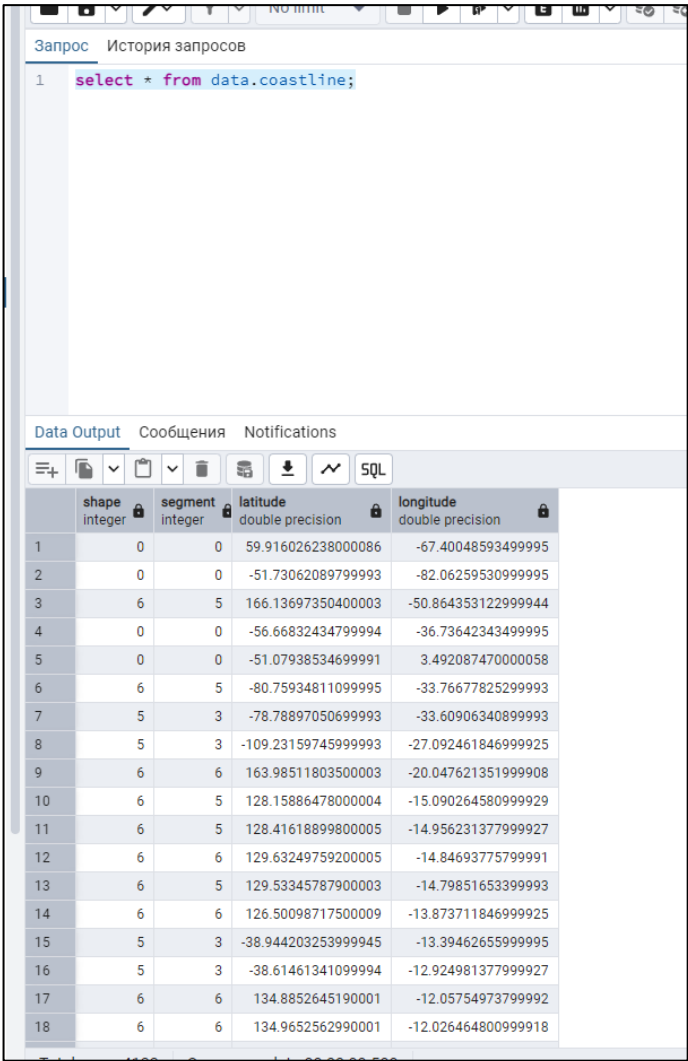 No limit
Запрос История запросов
1 select * from data.coastline;
Data Output Сообщения Notifications
SQL
shape segment latitude longitude
integer integer double precision double precision
1 0 0 59.916026238000086 -67.40048593499995
2 0 0 -51.73062089799993 -82.06259530999995
3 6 5 166.13697350400003 -50.864353122999944
4 0 0 -56.66832434799994 -36.73642343499995
5 0 0 -51.07938534699991 3.492087470000058
6 6 5 -80.75934811099995 -33.76677825299993
7 5 3 -78.78897050699993 -33.60906340899993
8 5 3 -109.23159745999993 -27.092461846999925
9 6 6 163.98511803500003 -20.047621351999908
10 6 5 128.15886478000004 -15.090264580999929
11 6 5 128.41618899800005 -14.956231377999927
12 6 6 129.63249759200005 -14.84693775799991
13 6 5 129.53345787900003 -14.79851653399993
14 6 6 126.50098717500009 -13.873711846999925
15 5 3 -38.944203253999945 -13.39462655999995
16 5 3 -38.61461341099994 -12.924981377999927
17 6 6 134.8852645190001 -12.05754973799992
18 6 6 134.9652562990001 -12.026464800999918